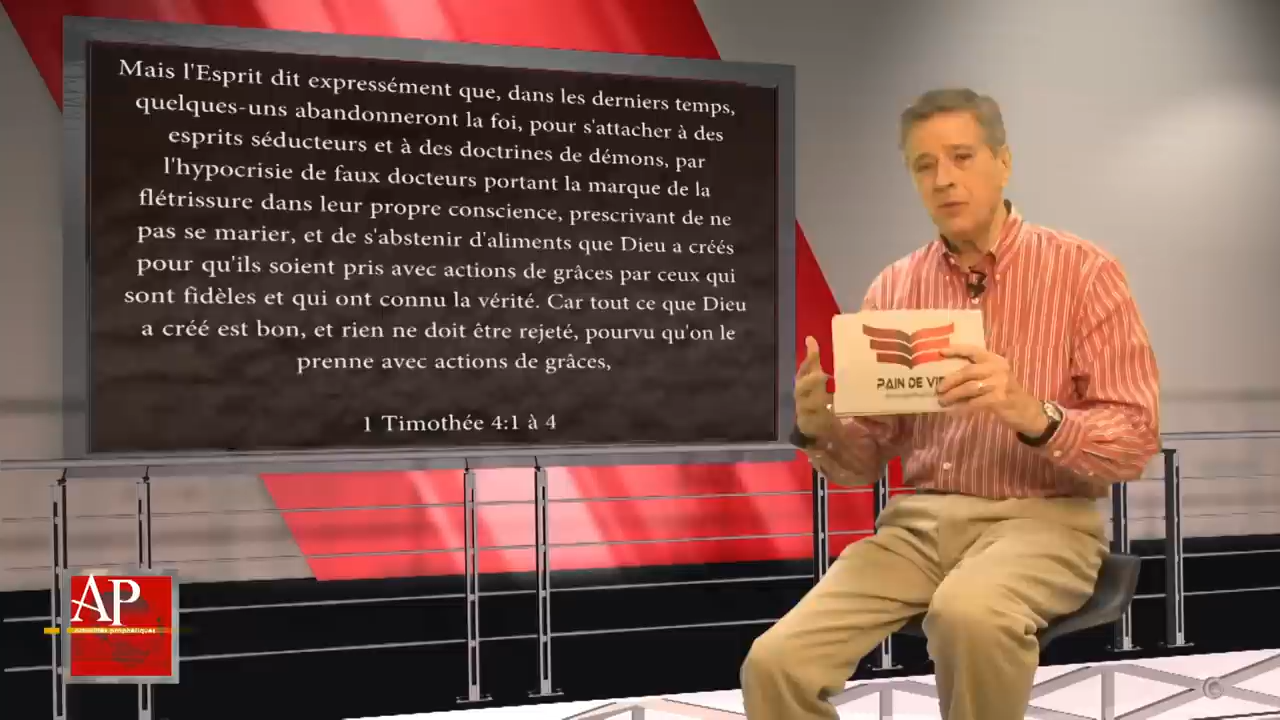 Mais l'Esprit dit expressément que, dans les derniers temps,
quelques-uns abandonneront la foi, pour s'attacher à des
esprits séducteurs et à des doctrines de démons, par
l'hypocrisie de faux docteurs portant la marque de la
flétrissure dans leur propre conscience, prescrivant de ne
pas se marier, et de s'abstenir d'aliments que Dieu a créés
pour qu'ils soient pris avec actions de grâces par ceux qui
sont fidèles et qui ont connu la vérité. Car tout ce que Dieu
a créé est bon, et rien ne doit être rejeté, pourvu qu'on le
prenne avec actions de grâces,
1 Timothée 4:1 à 4
PAIN DE VIE
AP
actualités prophétiques
©